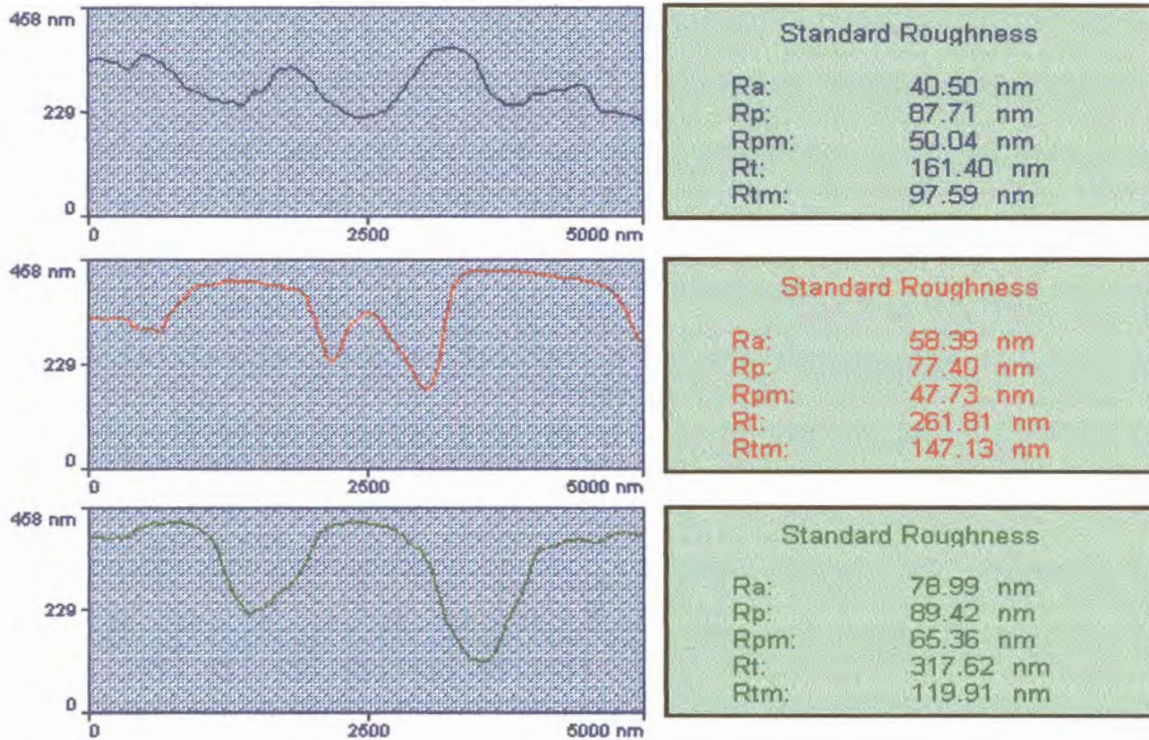 468 nm
229
0
0 2500 5000 nm
Standard Roughness
Ra: 40.50 nm
Rp: 87.71 nm
Rpm: 50.04 nm
Rt: 161.40 nm
Rtm: 97.59 nm
468 nm
229
0
0 2500 5000 nm
Standard Roughness
Ra: 58.39 nm
Rp: 77.40 nm
Rpm: 47.73 nm
Rt: 261.81 nm
Rtm: 147.13 nm
468 nm
229
0
0 2500 5000 nm
Standard Roughness
Ra: 78.99 nm
Rp: 89.42 nm
Rpm: 65.36 nm
Rt: 317.62 nm
Rtm: 119.91 nm